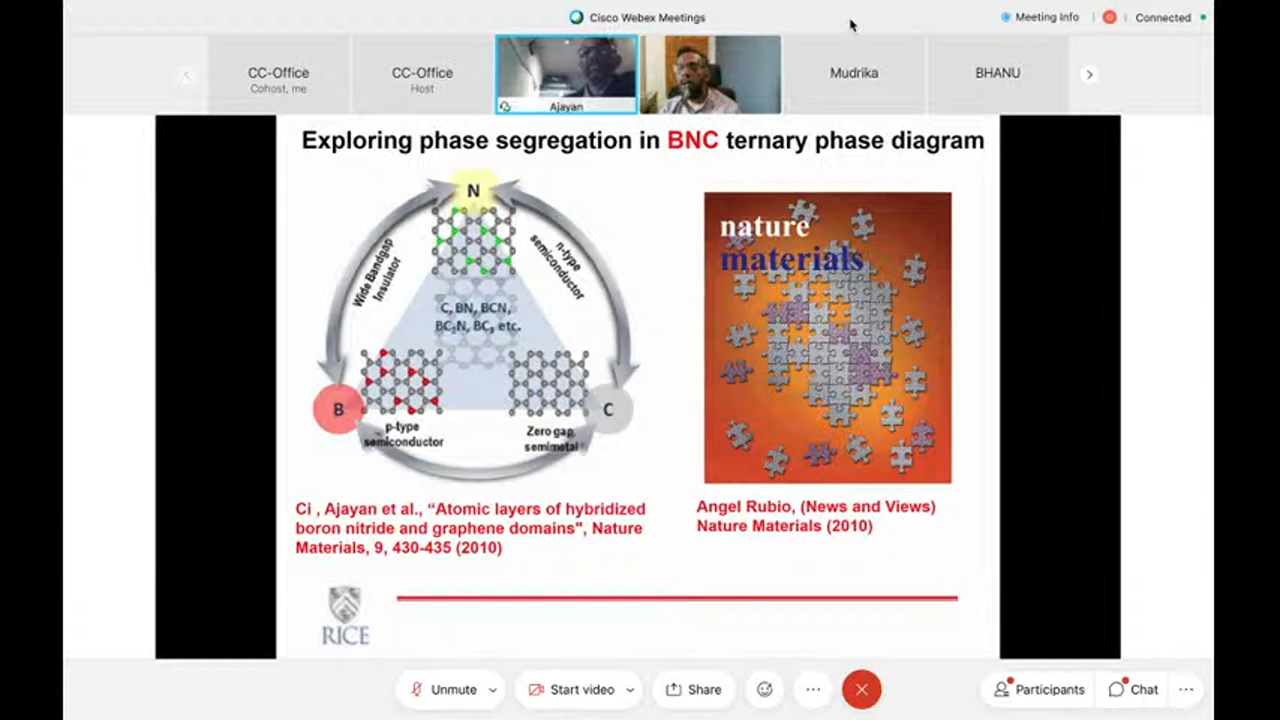 Cisco Webex Meetings
Meeting Info
Connected
CC-Office
Cohost, me
CC-Office
Host
Ajayan
Mudrika
BHANU
Exploring phase segregation in BNC ternary phase diagram
N
Wide Bandgap
Insulator
n-type
semiconductor
C, BN, BCN,
BC₂N, BC₃ etc.
B
C
p-type
semiconductor
Zero gap,
semimetal
nature
materials
Ci , Ajayan et al., “Atomic layers of hybridized
boron nitride and graphene domains", Nature
Materials, 9, 430-435 (2010)
Angel Rubio, (News and Views)
Nature Materials (2010)
RICE
Unmute
Start video
Share
Participants
Chat